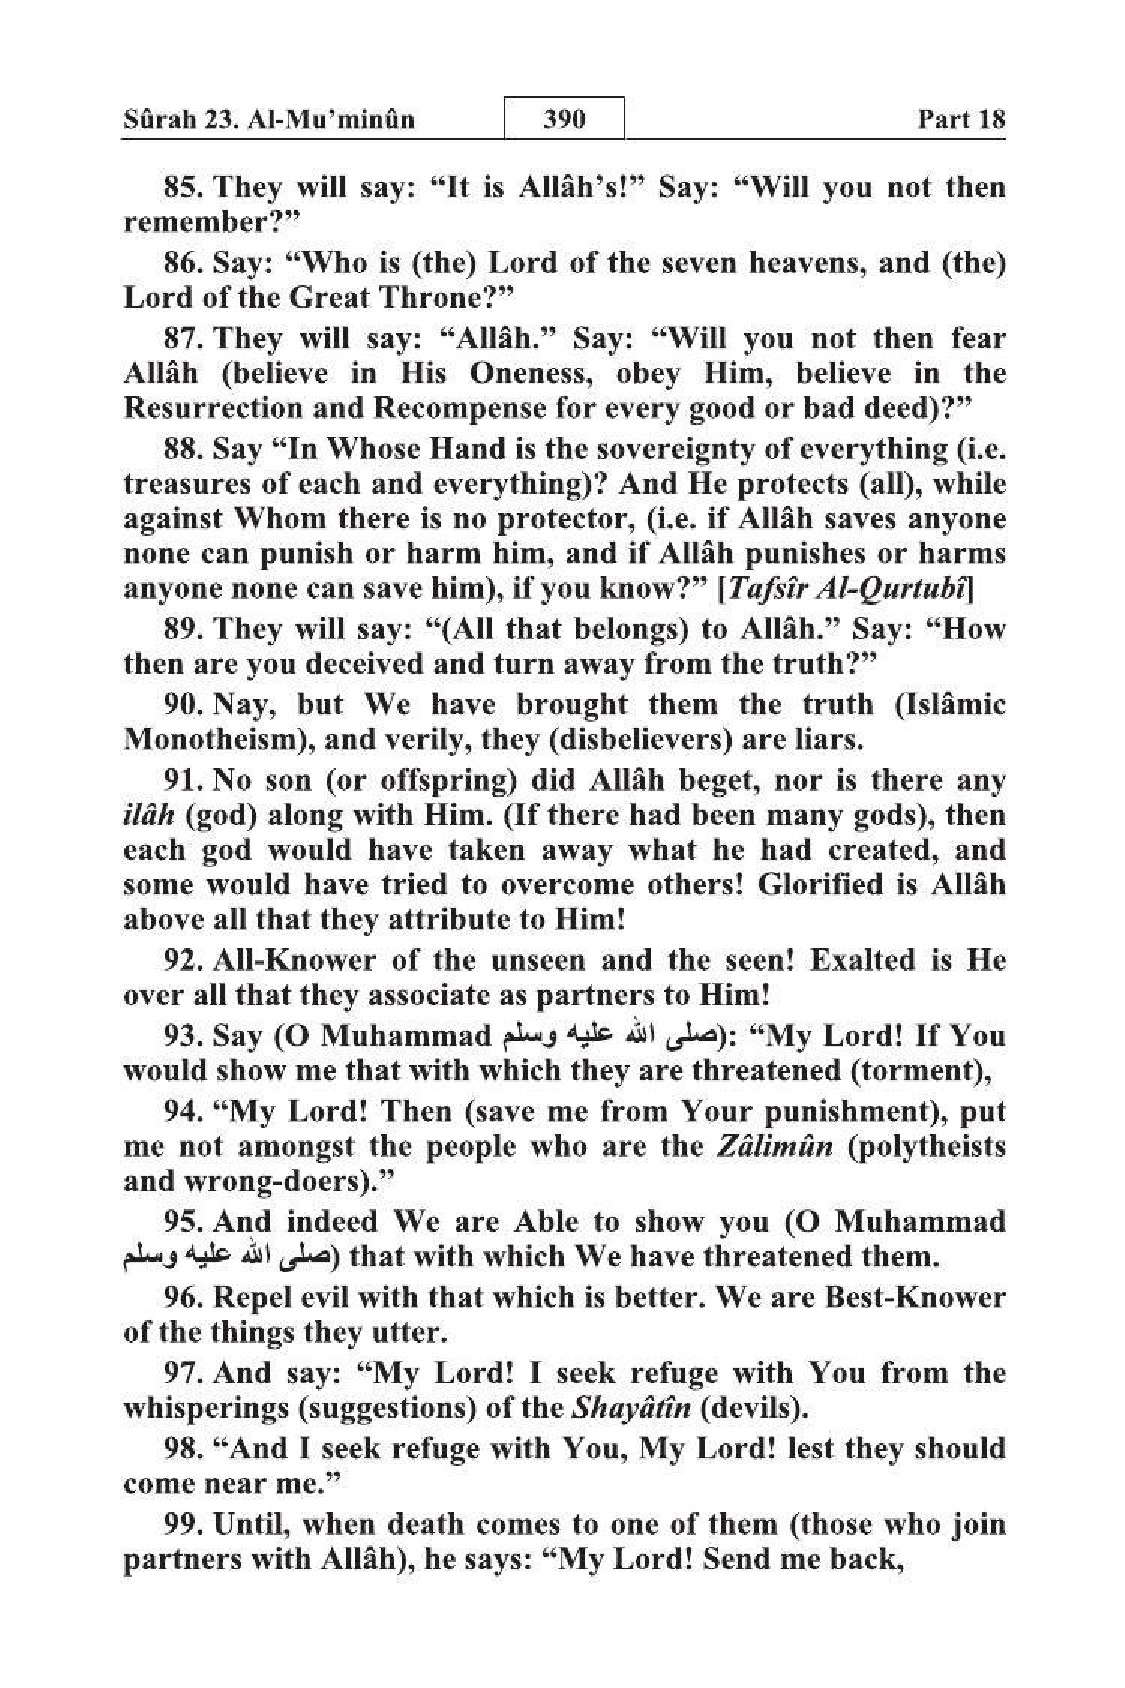 Sûrah 23. Al-Mu’minûn 390 Part 18
85. They will say: “It is Allâh’s!” Say: “Will you not then
remember?”
86. Say: “Who is (the) Lord of the seven heavens, and (the)
Lord of the Great Throne?”
87. They will say: “Allâh.” Say: “Will you not then fear
Allâh (believe in His Oneness, obey Him, believe in the
Resurrection and Recompense for every good or bad deed)?”
88. Say “In Whose Hand is the sovereignty of everything (i.e.
treasures of each and everything)? And He protects (all), while
against Whom there is no protector, (i.e. if Allâh saves anyone
none can punish or harm him, and if Allâh punishes or harms
anyone none can save him), if you know?” [Tafsîr Al-Qurtubî]
89. They will say: “(All that belongs) to Allâh.” Say: “How
then are you deceived and turn away from the truth?”
90. Nay, but We have brought them the truth (Islâmic
Monotheism), and verily, they (disbelievers) are liars.
91. No son (or offspring) did Allâh beget, nor is there any
ilâh (god) along with Him. (If there had been many gods), then
each god would have taken away what he had created, and
some would have tried to overcome others! Glorified is Allâh
above all that they attribute to Him!
92. All-Knower of the unseen and the seen! Exalted is He
over all that they associate as partners to Him!
93. Say (O Muhammad صلى الله عليه وسلم): “My Lord! If You
would show me that with which they are threatened (torment),
94. “My Lord! Then (save me from Your punishment), put
me not amongst the people who are the Zâlimûn (polytheists
and wrong-doers).”
95. And indeed We are Able to show you (O Muhammad
صلى الله عليه وسلم) that with which We have threatened them.
96. Repel evil with that which is better. We are Best-Knower
of the things they utter.
97. And say: “My Lord! I seek refuge with You from the
whisperings (suggestions) of the Shayâtîn (devils).
98. “And I seek refuge with You, My Lord! lest they should
come near me.”
99. Until, when death comes to one of them (those who join
partners with Allâh), he says: “My Lord! Send me back,